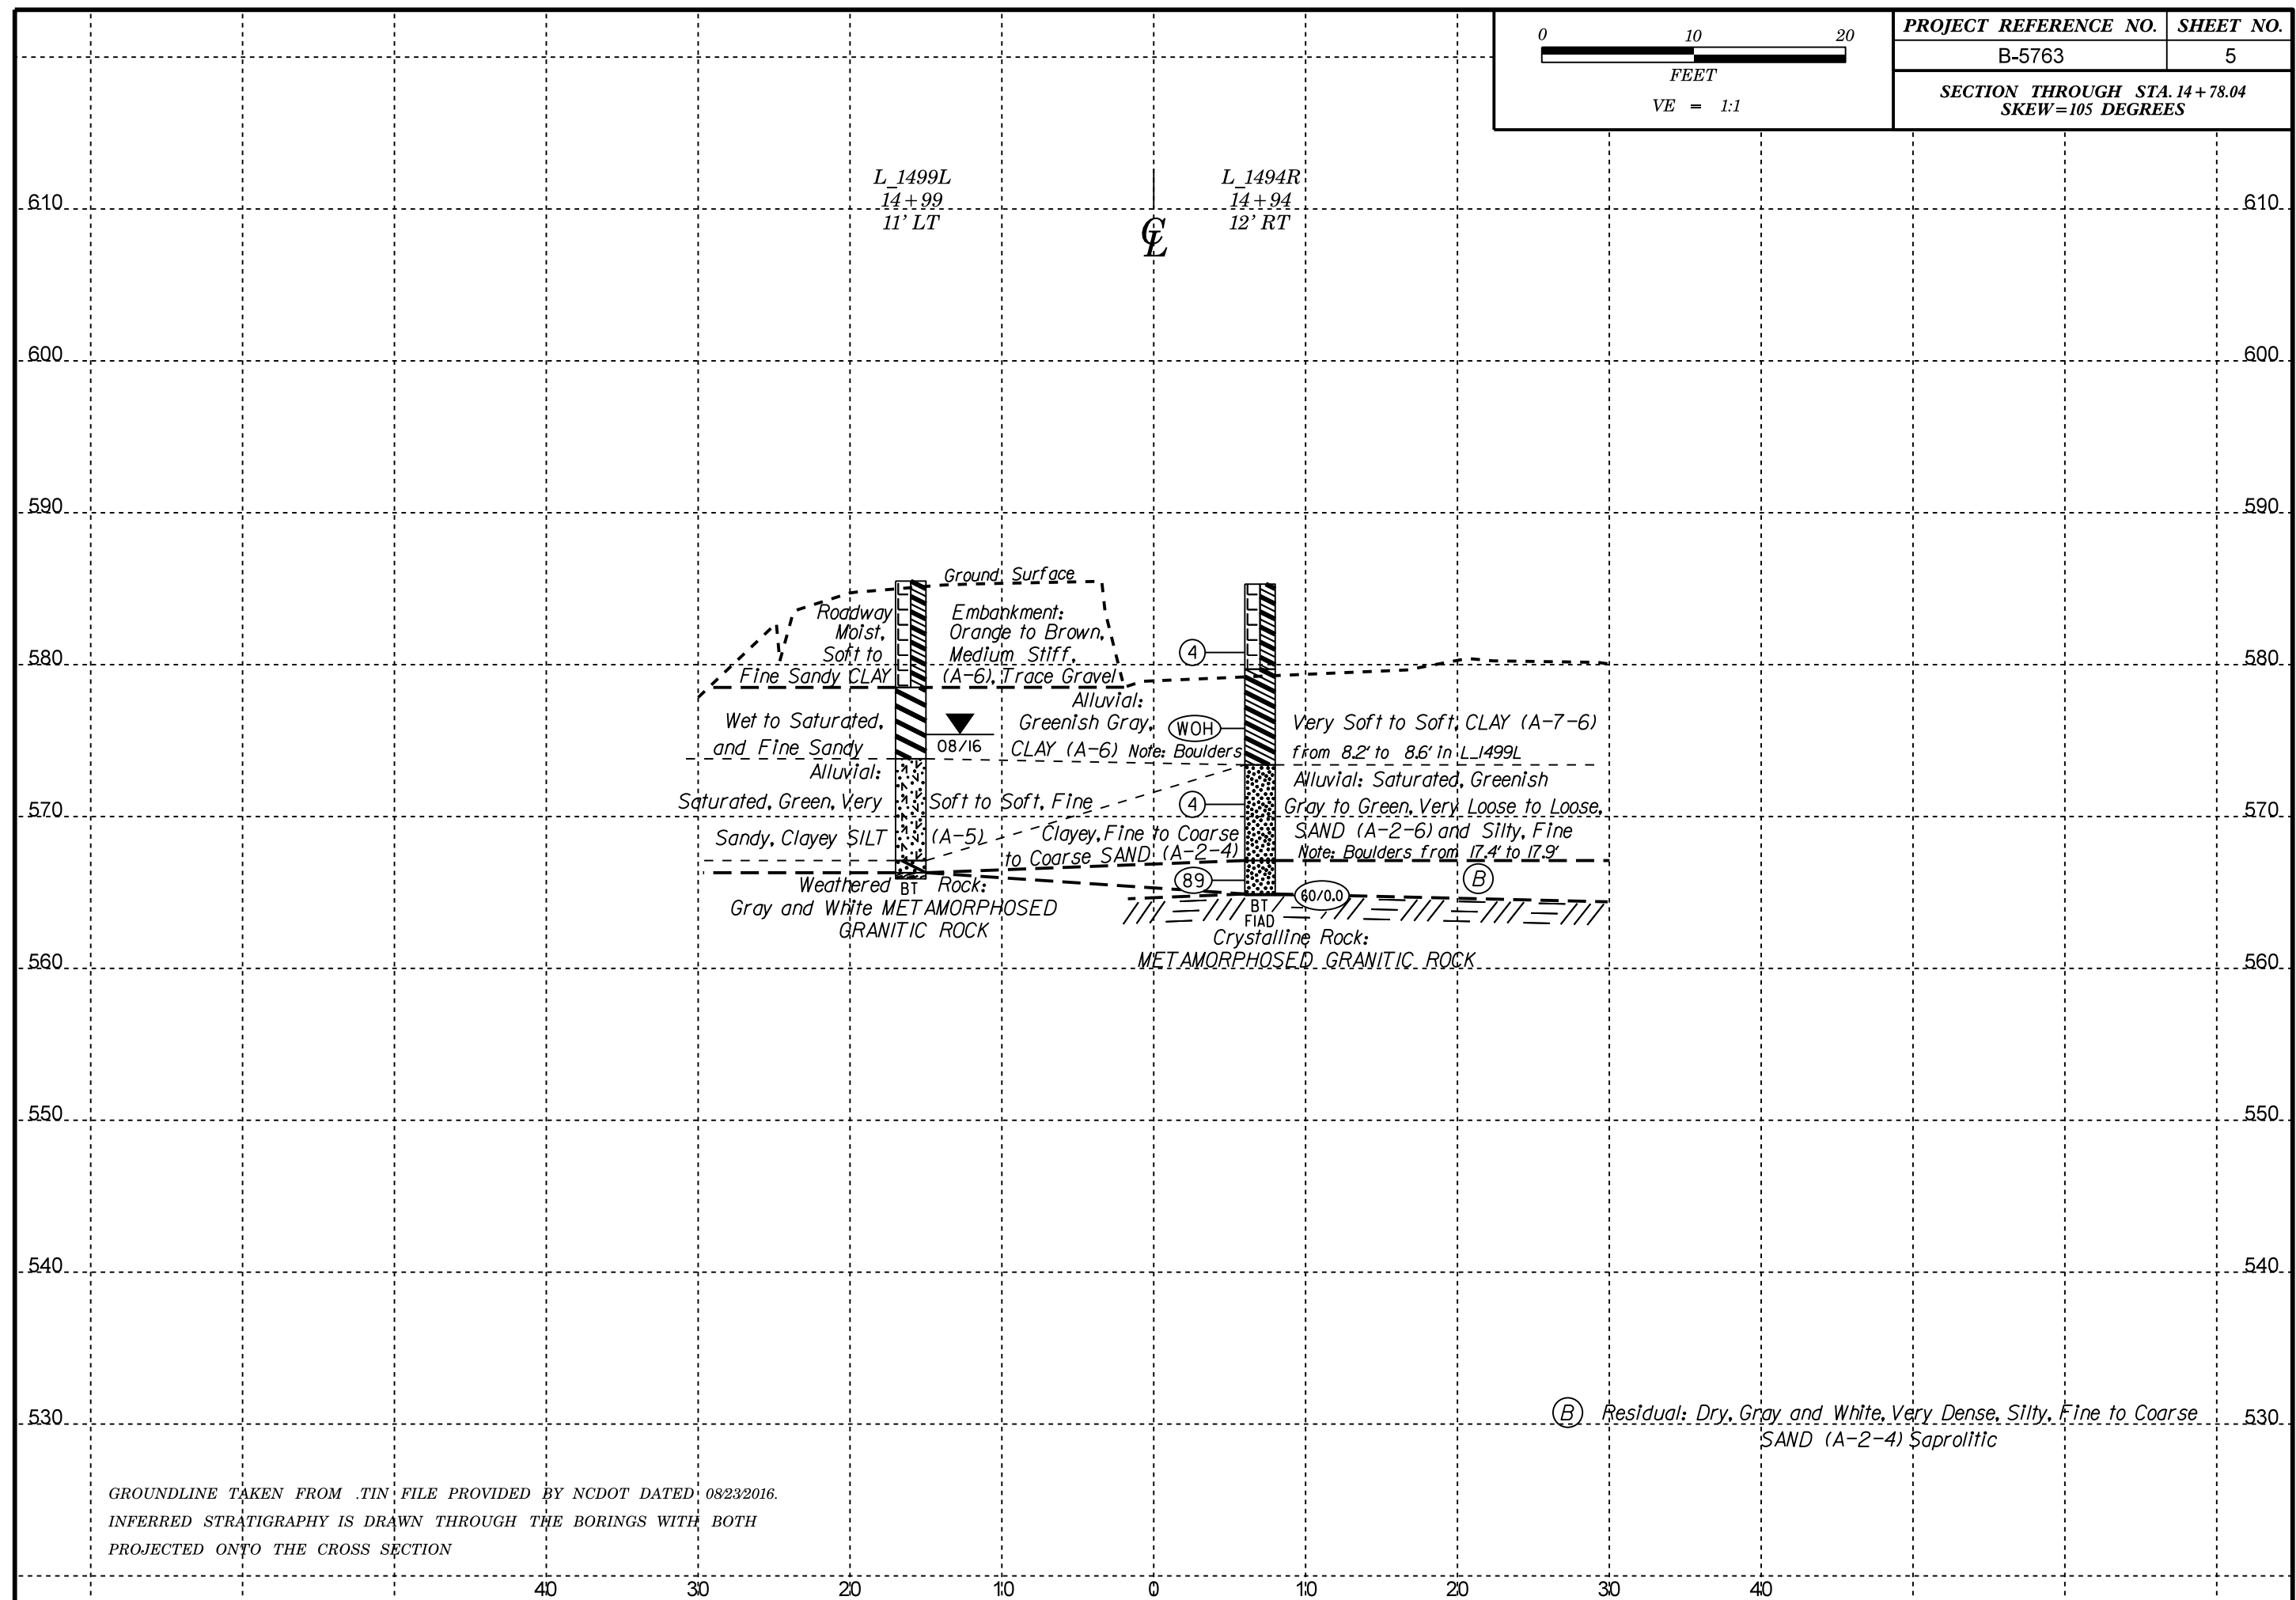 0 10 20
FEET
VE = 1:1
PROJECT REFERENCE NO. SHEET NO.
B-5763 5
SECTION THROUGH STA. 14+78.04
SKEW=105 DEGREES
L_1499L
14+99
11' LT
CL
L_1494R
14+94
12' RT
610 610
600 600
590 590
580 580
570 570
560 560
550 550
540 540
530 530
Ground Surface
Roadway Embankment:
Moist, Orange to Brown,
Soft to Medium Stiff,
Fine Sandy CLAY (A-6), Trace Gravel
4
Alluvial:
Wet to Saturated, Greenish Gray, WOH Very Soft to Soft, CLAY (A-7-6)
08/16
and Fine Sandy CLAY (A-6) Note: Boulders from 8.2' to 8.6' in L_1499L
Alluvial:
Saturated, Green, Very Soft to Soft, Fine
Sandy, Clayey SILT (A-5)
4
Alluvial: Saturated, Greenish
Gray to Green, Very Loose to Loose,
Clayey, Fine to Coarse SAND (A-2-6) and Silty, Fine
to Coarse SAND (A-2-4) Note: Boulders from 17.4' to 17.9'
89 60/0.0 B
BT
Weathered Rock:
Gray and White METAMORPHOSED
GRANITIC ROCK
BT
FIAD
Crystalline Rock:
METAMORPHOSED GRANITIC ROCK
B Residual: Dry, Gray and White, Very Dense, Silty, Fine to Coarse
SAND (A-2-4) Saprolitic
GROUNDLINE TAKEN FROM .TIN FILE PROVIDED BY NCDOT DATED 08/23/2016.
INFERRED STRATIGRAPHY IS DRAWN THROUGH THE BORINGS WITH BOTH
PROJECTED ONTO THE CROSS SECTION
40 30 20 10 0 10 20 30 40